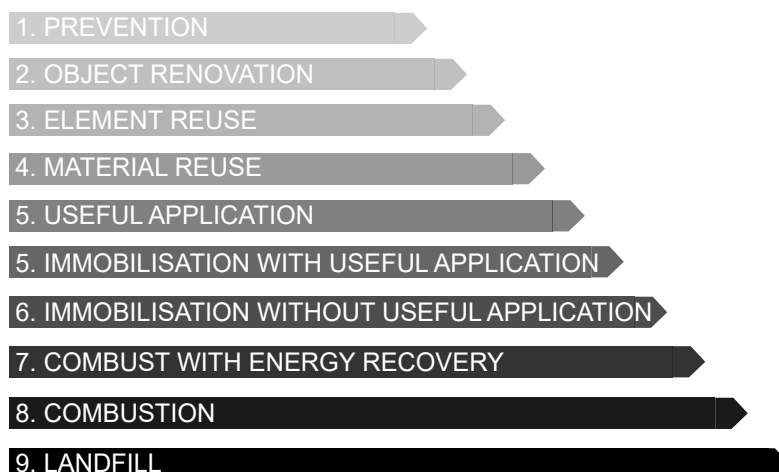 1. PREVENTION
2. OBJECT RENOVATION
3. ELEMENT REUSE
4. MATERIAL REUSE
5. USEFUL APPLICATION
5. IMMOBILISATION WITH USEFUL APPLICATION
6. IMMOBILISATION WITHOUT USEFUL APPLICATION
7. COMBUST WITH ENERGY RECOVERY
8. COMBUSTION
9. LANDFILL